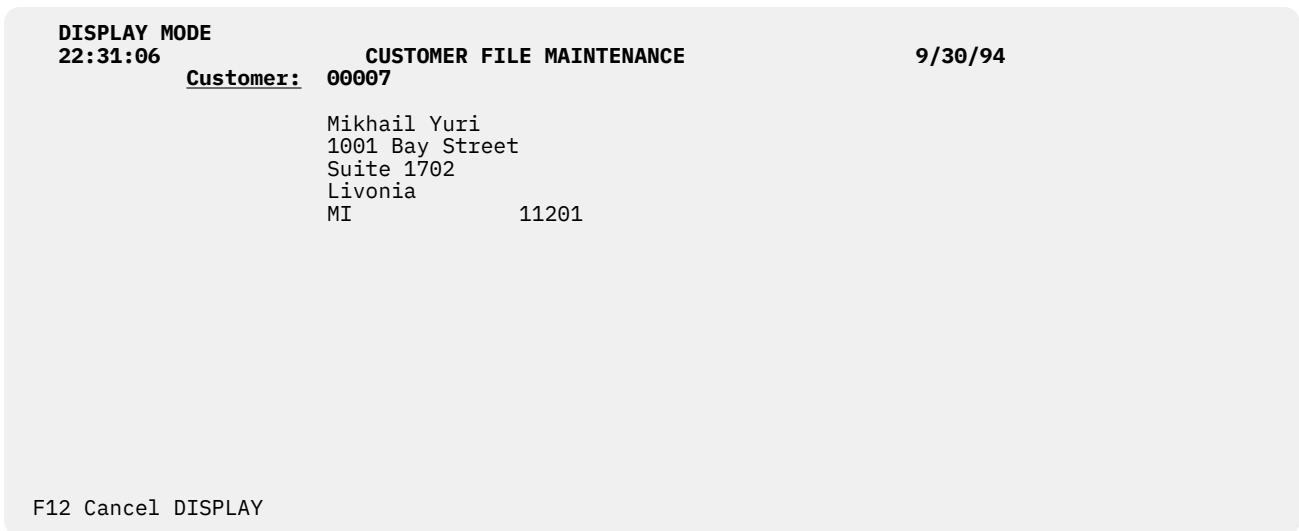 DISPLAY MODE
22:31:06 CUSTOMER FILE MAINTENANCE 9/30/94
Customer: 00007
Mikhail Yuri
1001 Bay Street
Suite 1702
Livonia
MI 11201
F12 Cancel DISPLAY